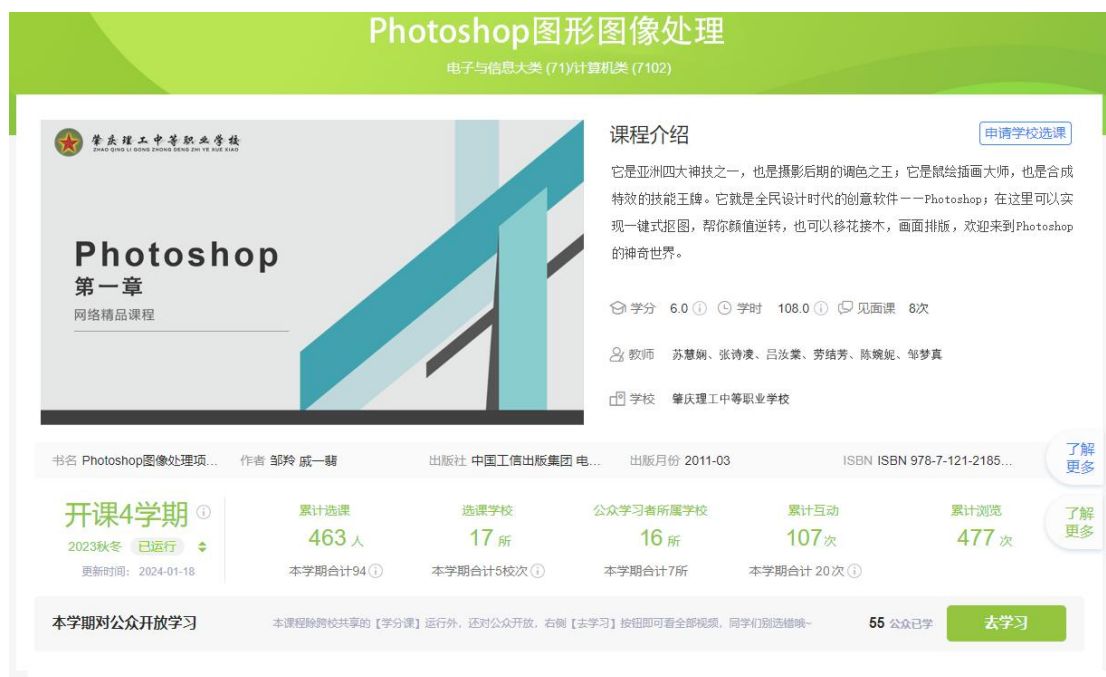 Photoshop图形图像处理
电子与信息大类 (71)/计算机类 (7102)
肇庆理工中等职业学校
ZHAO QING LI GONG ZHONG DENG ZHI YE XUE XIAO
Photoshop
第一章
网络精品课程
课程介绍
申请学校选课
它是亚洲四大神技之一，也是摄影后期的调色之王；它是鼠绘插画大师，也是合成
特效的技能王牌。它就是全民设计时代的创意软件——Photoshop；在这里可以实
现一键式抠图，帮你颜值逆转，也可以移花接木，画面排版，欢迎来到Photoshop
的神奇世界。
学分 6.0 学时 108.0 见面课 8次
教师 苏慧娴、张诗凌、吕汝棠、劳结芳、陈婉妮、邹梦真
学校 肇庆理工中等职业学校
书名 Photoshop图像处理项... 作者 邹羚 戚一翡 出版社 中国工信出版集团 电... 出版月份 2011-03 ISBN ISBN 978-7-121-2185...
了解
更多
开课4学期
2023秋冬 已运行
更新时间： 2024-01-18
累计选课
463 人
本学期合计94
选课学校
17 所
本学期合计5校次
公众学习者所属学校
16 所
本学期合计7所
累计互动
107 次
本学期合计 20 次
累计浏览
477 次
了解
更多
本学期对公众开放学习 本课程除跨校共享的【学分课】运行外，还对公众开放，右侧【去学习】按钮即可看全部视频，同学们别选错哦~ 55 公众已学 去学习